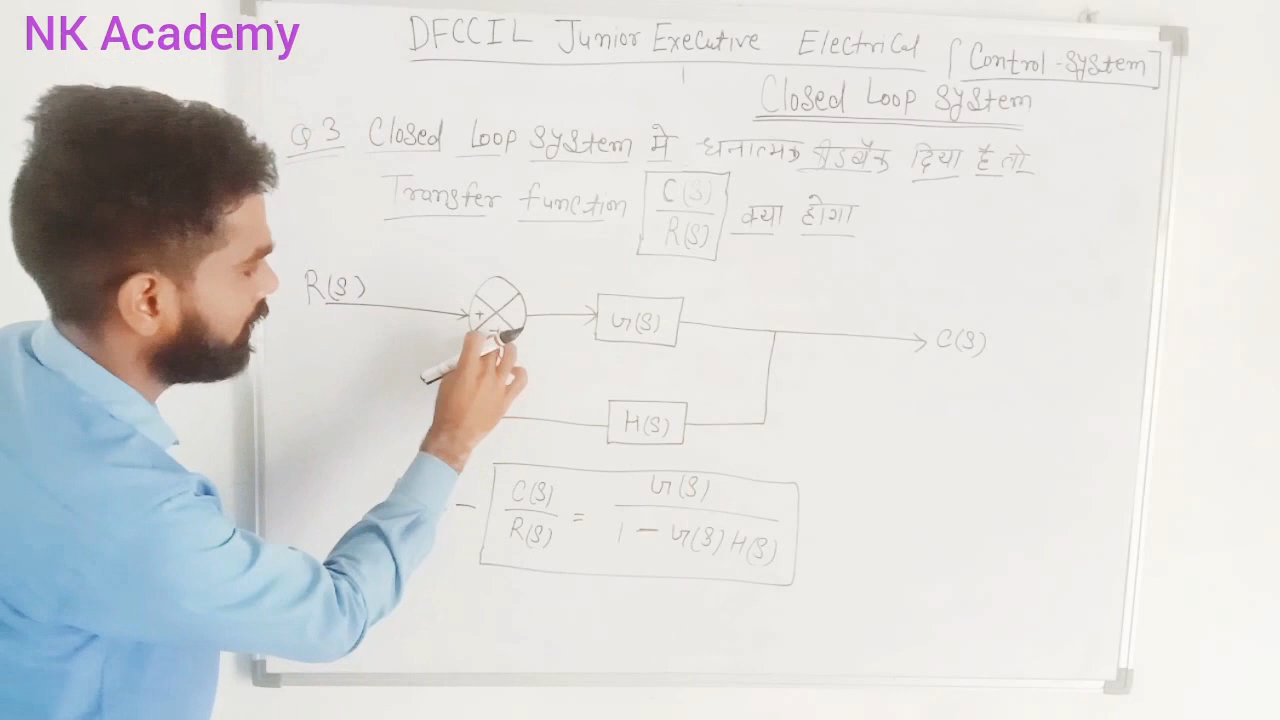 NK Academy
DFCCIL Junior Executive Electrical [Control-System]
Closed Loop System
Q3 Closed Loop System मे धनात्मक फीडबैक दिया है तो
Transfer function C(S)/R(S) क्या होगा
R(S)
+
+
G(S)
C(S)
H(S)
C(S)/R(S) = G(S)/1 - G(S)H(S)